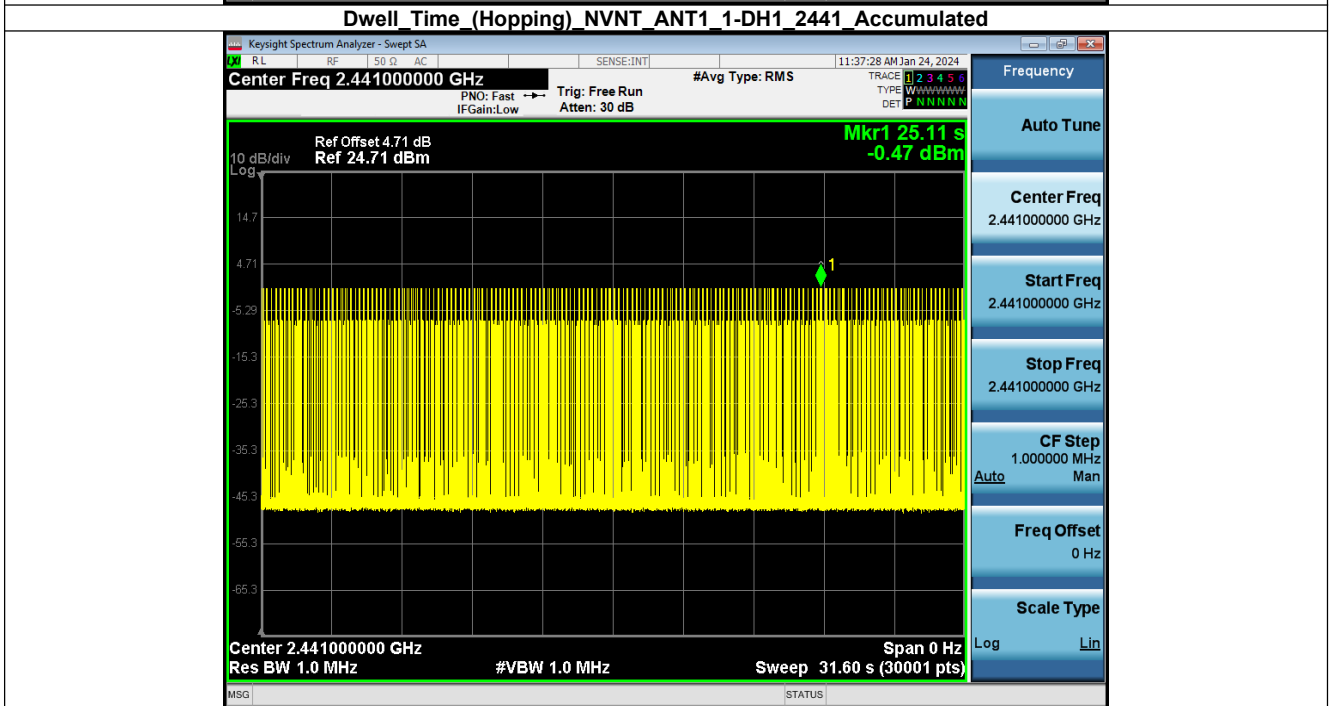 Dwell_Time_(Hopping)_NVNT_ANT1_1-DH1_2441_Accumulated
Keysight Spectrum Analyzer - Swept SA
LXI RL RF 50 Ω AC SENSE:INT 11:37:28 AM Jan 24, 2024
Center Freq 2.441000000 GHz #Avg Type: RMS TRACE 1 2 3 4 5 6
PNO: Fast Trig: Free Run TYPE WWWWWW
IFGain:Low Atten: 30 dB DET P N N N N N
Frequency
Mkr1 25.11 s
-0.47 dBm
Ref Offset 4.71 dB
10 dB/div Ref 24.71 dBm
Log
14.7
4.71
-5.29
-15.3
-25.3
-35.3
-45.3
-55.3
-65.3
1
Center 2.441000000 GHz Span 0 Hz
Res BW 1.0 MHz #VBW 1.0 MHz Sweep 31.60 s (30001 pts)
MSG STATUS
Auto Tune
Center Freq
2.441000000 GHz
Start Freq
2.441000000 GHz
Stop Freq
2.441000000 GHz
CF Step
1.000000 MHz
Auto Man
Freq Offset
0 Hz
Scale Type
Log Lin